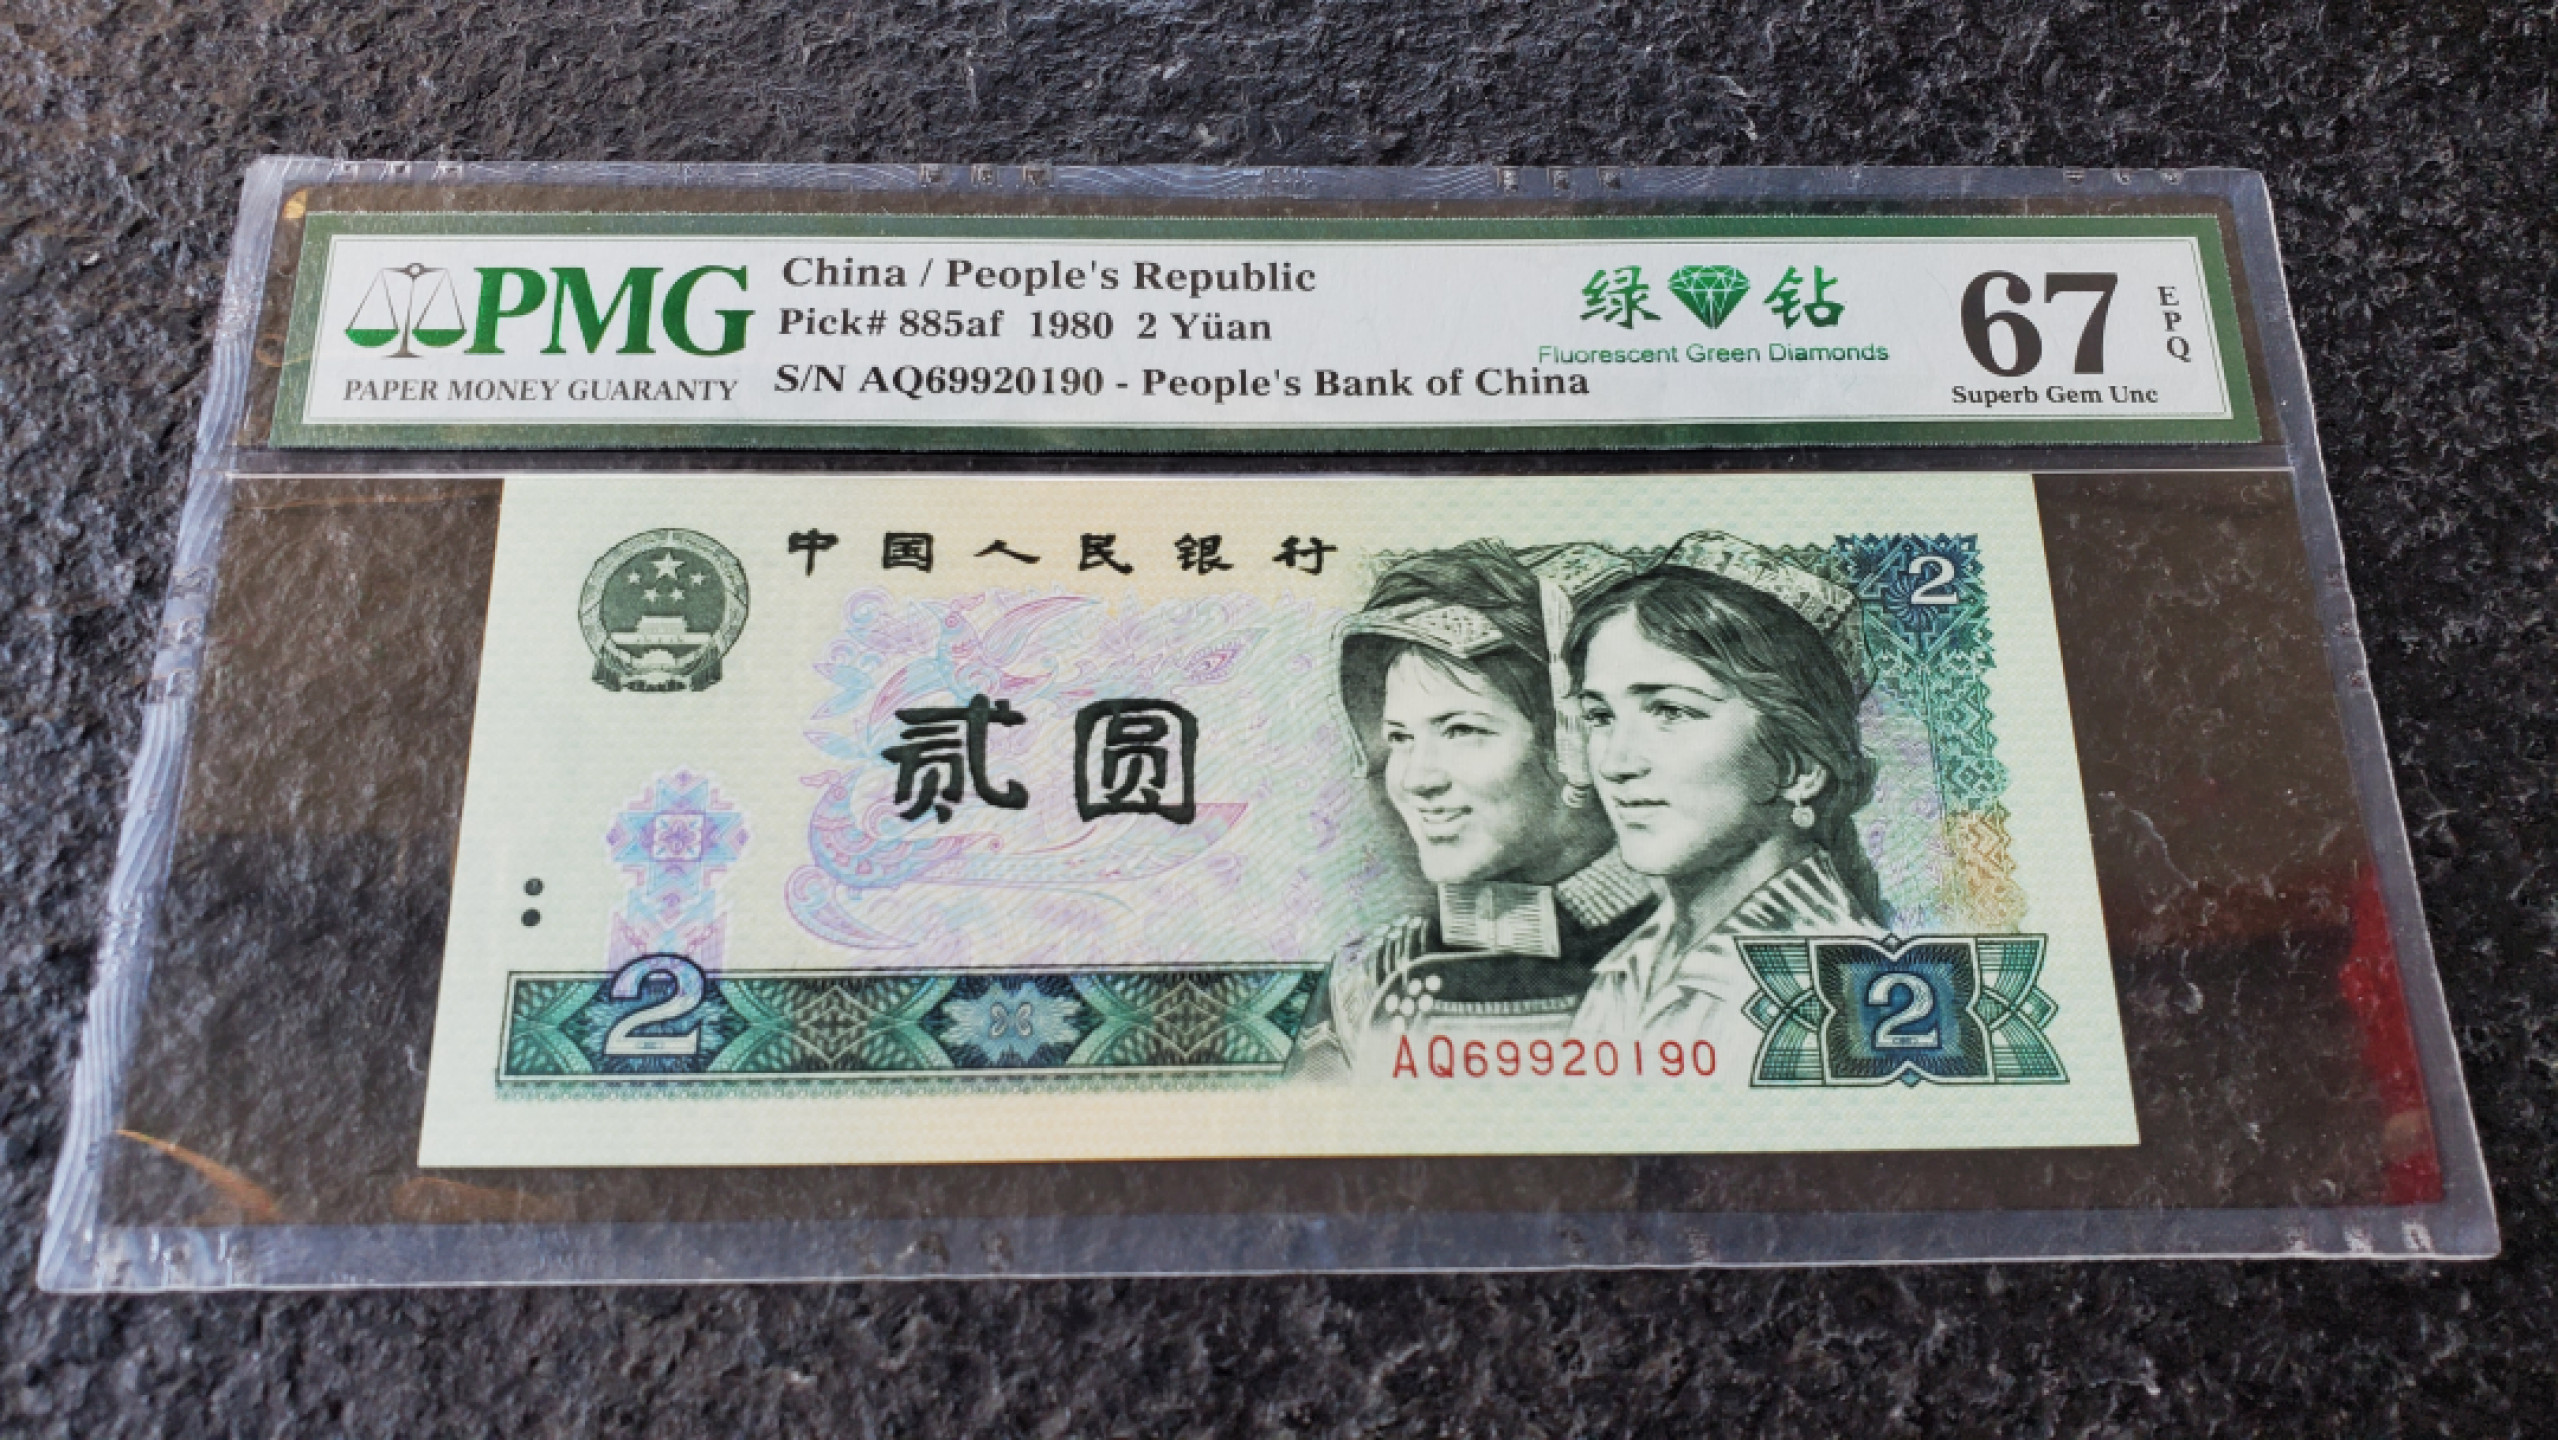 PMG
PAPER MONEY GUARANTY
China / People's Republic
Pick# 885af 1980 2 Yüan
S/N AQ69920190 - People's Bank of China
绿 钻
Fluorescent Green Diamonds
67
EPQ
Superb Gem Unc
中国人民银行
2
贰圆
2
AQ69920190
2